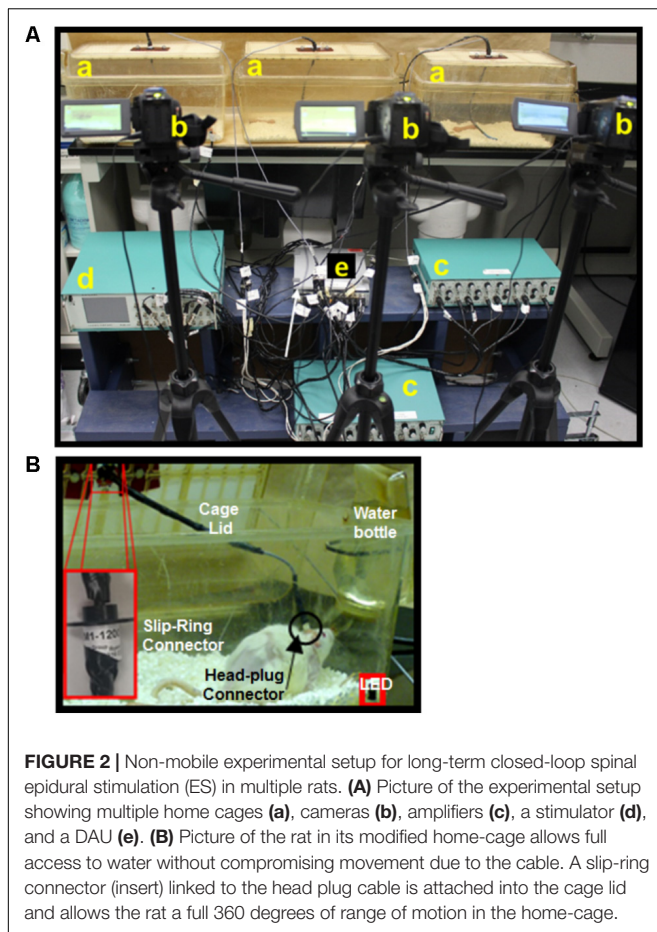 A
a
a
a
b
b
b
d
e
c
c
B
Cage
Lid
Water
bottle
Slip-Ring
Connector
Head-plug
Connector
LED
FIGURE 2 | Non-mobile experimental setup for long-term closed-loop spinal
epidural stimulation (ES) in multiple rats. (A) Picture of the experimental setup
showing multiple home cages (a), cameras (b), amplifiers (c), a stimulator (d),
and a DAU (e). (B) Picture of the rat in its modified home-cage allows full
access to water without compromising movement due to the cable. A slip-ring
connector (insert) linked to the head plug cable is attached into the cage lid
and allows the rat a full 360 degrees of range of motion in the home-cage.